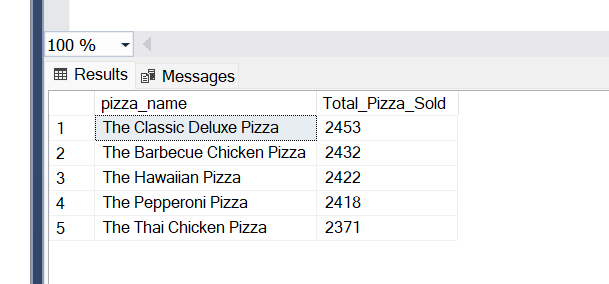 100 %
Results Messages
pizza_name Total_Pizza_Sold
1 The Classic Deluxe Pizza 2453
2 The Barbecue Chicken Pizza 2432
3 The Hawaiian Pizza 2422
4 The Pepperoni Pizza 2418
5 The Thai Chicken Pizza 2371